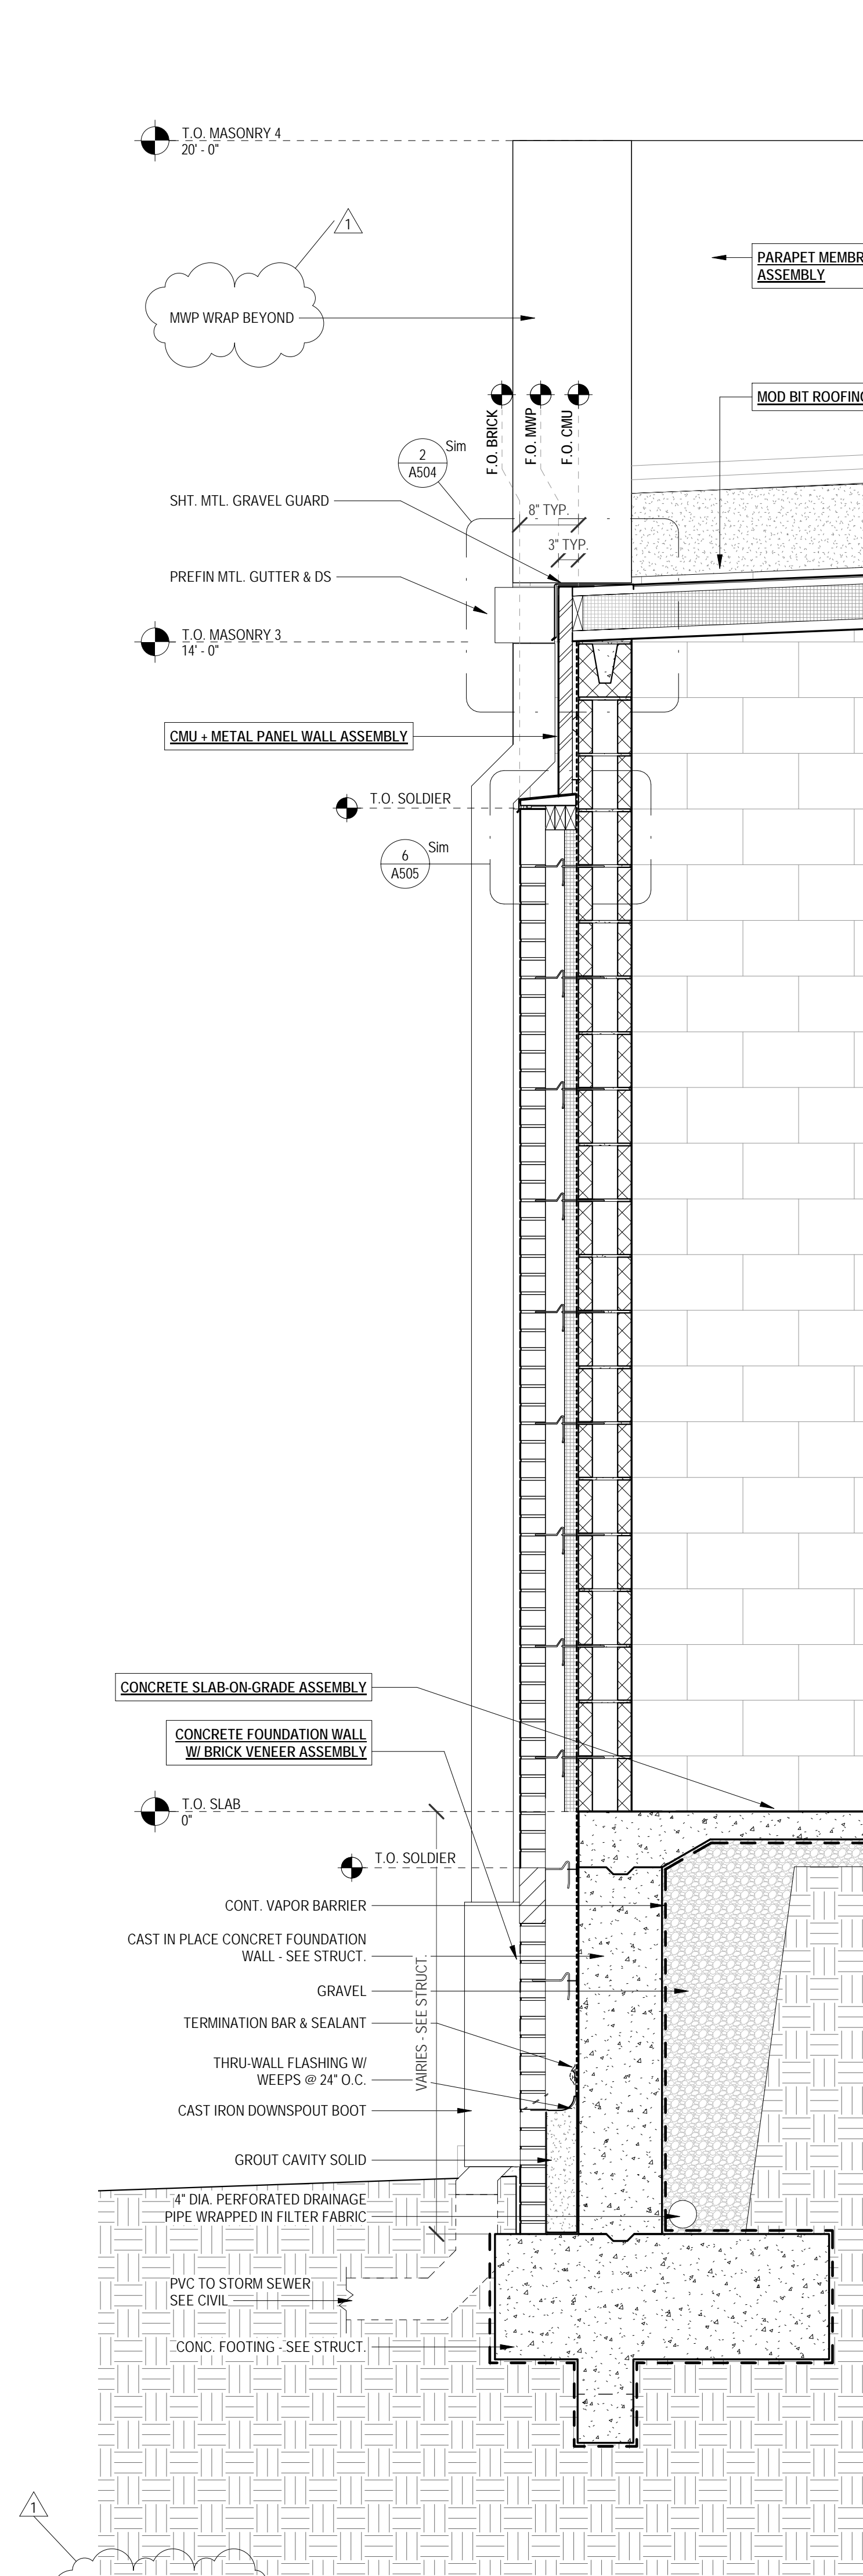 T.O. MASONRY 4
20' - 0"
1
MWP WRAP BEYOND
PARAPET MEMBR
ASSEMBLY
MOD BIT ROOFING
F.O. BRICK
F.O. MWP
F.O. CMU
2
A504
Sim
SHT. MTL. GRAVEL GUARD
8" TYP.
3" TYP.
PREFIN MTL. GUTTER & DS
T.O. MASONRY 3
14' - 0"
CMU + METAL PANEL WALL ASSEMBLY
T.O. SOLDIER
6
A505
Sim
CONCRETE SLAB-ON-GRADE ASSEMBLY
CONCRETE FOUNDATION WALL
W/ BRICK VENEER ASSEMBLY
T.O. SLAB
0"
T.O. SOLDIER
CONT. VAPOR BARRIER
CAST IN PLACE CONCRET FOUNDATION
WALL - SEE STRUCT.
GRAVEL
VAIRIES - SEE STRUCT.
TERMINATION BAR & SEALANT
THRU-WALL FLASHING W/
WEEPS @ 24" O.C.
CAST IRON DOWNSPOUT BOOT
GROUT CAVITY SOLID
4" DIA. PERFORATED DRAINAGE
PIPE WRAPPED IN FILTER FABRIC
PVC TO STORM SEWER
SEE CIVIL
CONC. FOOTING - SEE STRUCT.
1